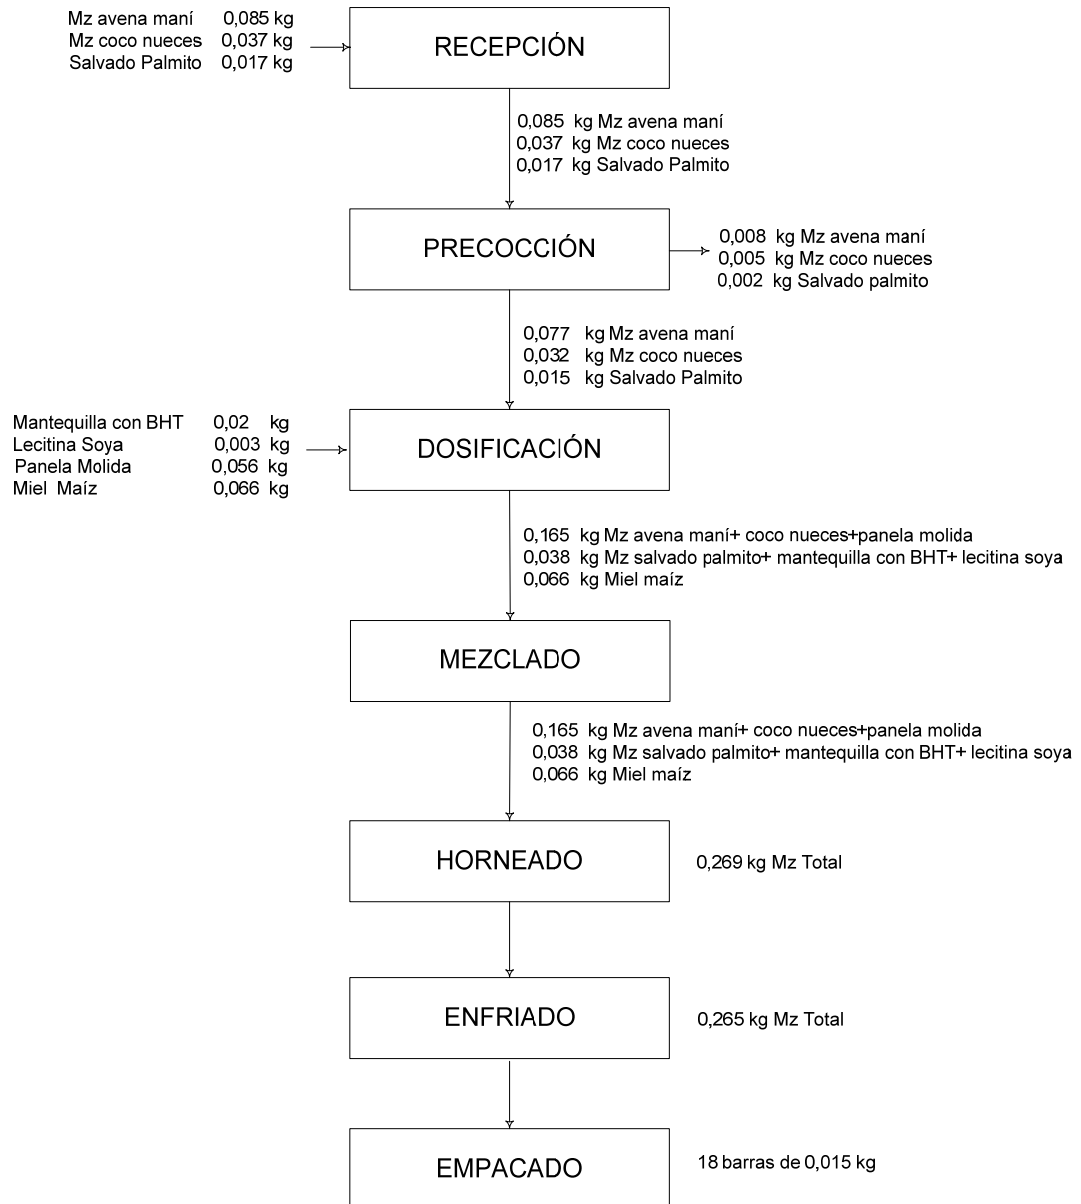 Mz avena maní 0,085 kg
Mz coco nueces 0,037 kg
Salvado Palmito 0,017 kg
RECEPCIÓN
0,085 kg Mz avena maní
0,037 kg Mz coco nueces
0,017 kg Salvado Palmito
PRECOCCIÓN
0,008 kg Mz avena maní
0,005 kg Mz coco nueces
0,002 kg Salvado palmito
0,077 kg Mz avena maní
0,032 kg Mz coco nueces
0,015 kg Salvado Palmito
Mantequilla con BHT 0,02 kg
Lecitina Soya 0,003 kg
Panela Molida 0,056 kg
Miel Maíz 0,066 kg
DOSIFICACIÓN
0,165 kg Mz avena maní+ coco nueces+panela molida
0,038 kg Mz salvado palmito+ mantequilla con BHT+ lecitina soya
0,066 kg Miel maíz
MEZCLADO
0,165 kg Mz avena maní+ coco nueces+panela molida
0,038 kg Mz salvado palmito+ mantequilla con BHT+ lecitina soya
0,066 kg Miel maíz
HORNEADO
0,269 kg Mz Total
ENFRIADO
0,265 kg Mz Total
EMPACADO
18 barras de 0,015 kg